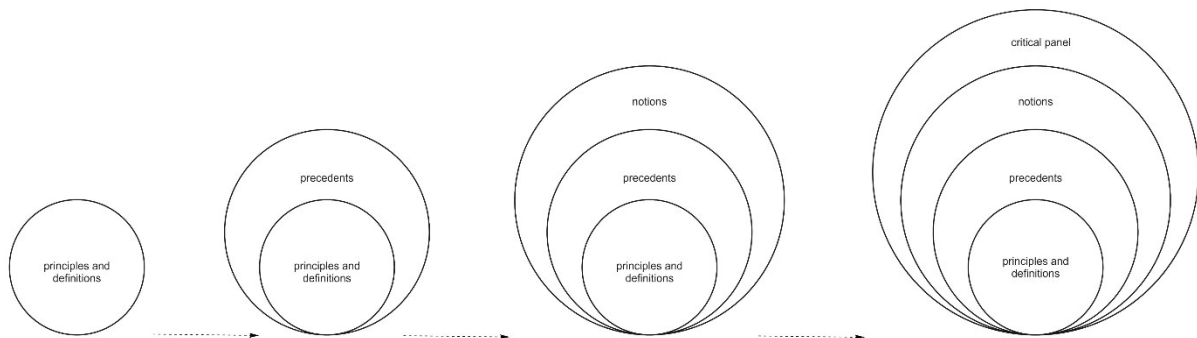 principles and
definitions
precedents
principles and
definitions
notions
precedents
principles and
definitions
critical panel
notions
precedents
principles and
definitions